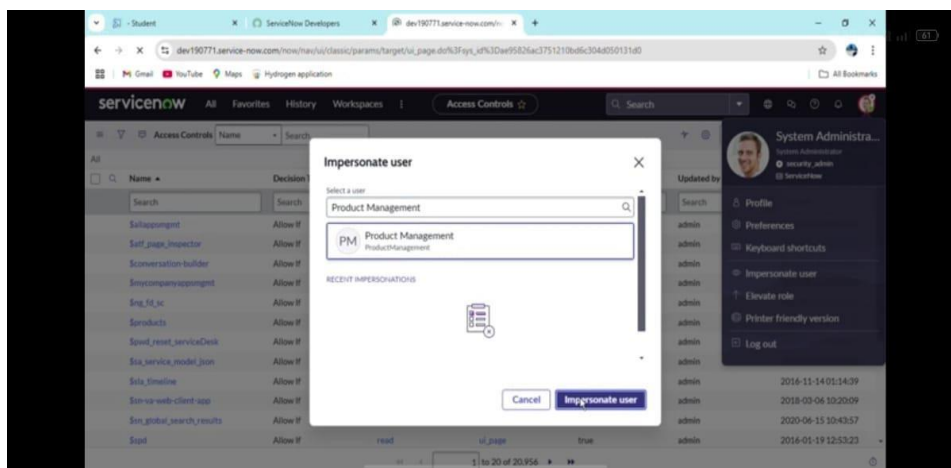 - Student
ServiceNow Developers
dev190771.service-now.com/n
61
dev190771.service-now.com/now/nav/ui/classic/params/target/ui_page.do%3Fsys_id%3Dae95826ac3751210bd6c304d050131d0
Gmail YouTube Maps Hydrogen application All Bookmarks
servicenow All Favorites History Workspaces Access Controls Search
Access Controls Name Search
All
Name Decision Updated by
Search Search Search
$allappsmgmt Allow If admin
$atf_page_inspector Allow If admin
$conversation-builder Allow If admin
$mycompanyappsmgmt Allow If admin
$ng_fd_sc Allow If admin
$products Allow If admin
$pwd_reset_serviceDesk Allow If admin
$sa_service_model_json Allow If admin
$sla_timeline Allow If admin 2016-11-14 01:14:39
$sn-va-web-client-app Allow If admin 2018-03-06 10:20:09
$sn_global_search_results Allow If admin 2020-06-15 10:43:57
$spd Allow If read ui_page true admin 2016-01-19 12:53:23
1 to 20 of 20,956
Impersonate user
Select a user
Product Management
PM Product Management
ProductManagement
RECENT IMPERSONATIONS
Cancel Impersonate user
System Administra...
System Administrator
security_admin
ServiceNow
Profile
Preferences
Keyboard shortcuts
Impersonate user
Elevate role
Printer friendly version
Log out